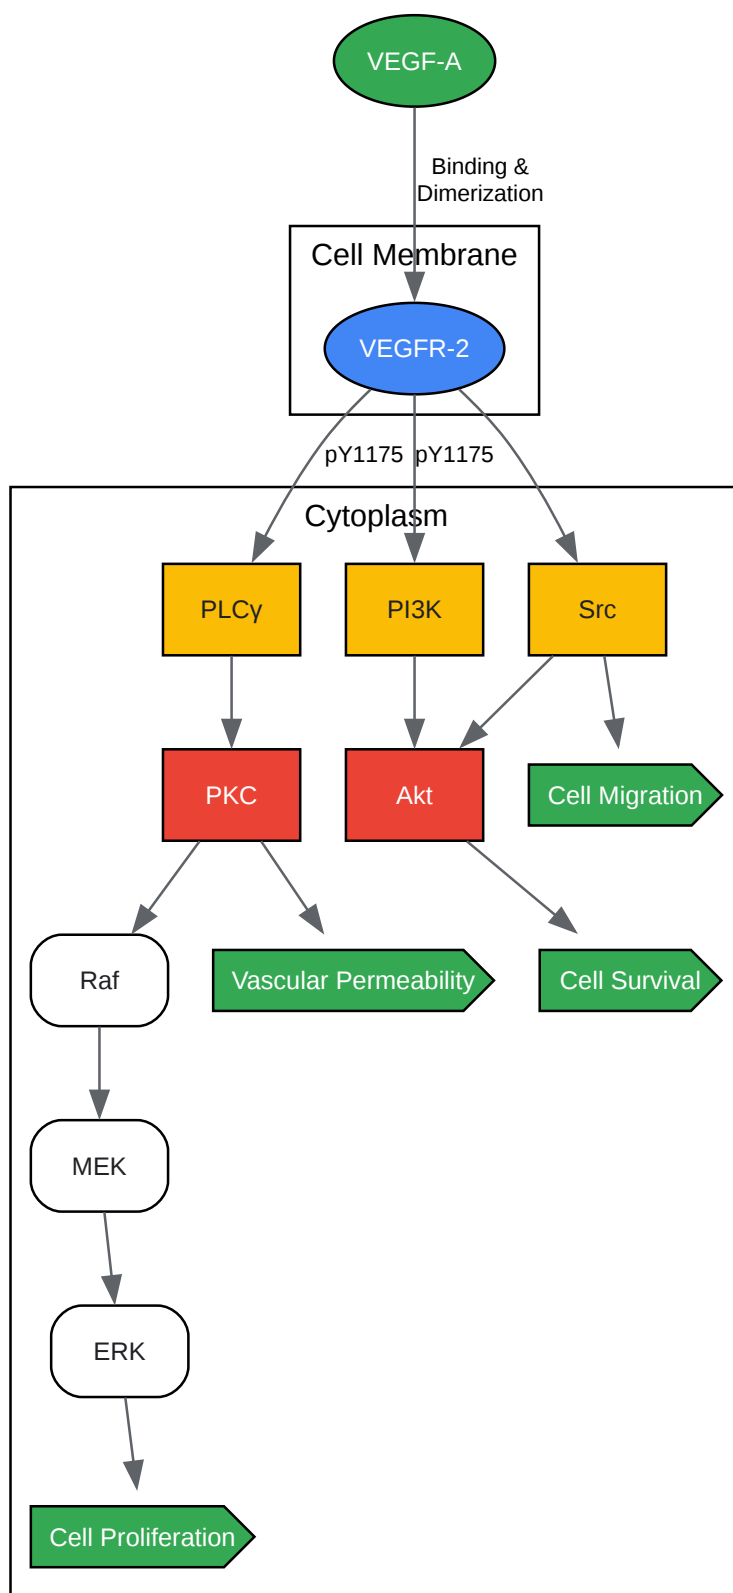 VEGF-A
Binding &
Dimerization
Cell Membrane
VEGFR-2
pY1175 pY1175
Cytoplasm
PLCγ PI3K Src
PKC Akt Cell Migration
Raf Vascular Permeability Cell Survival
MEK
ERK
Cell Proliferation